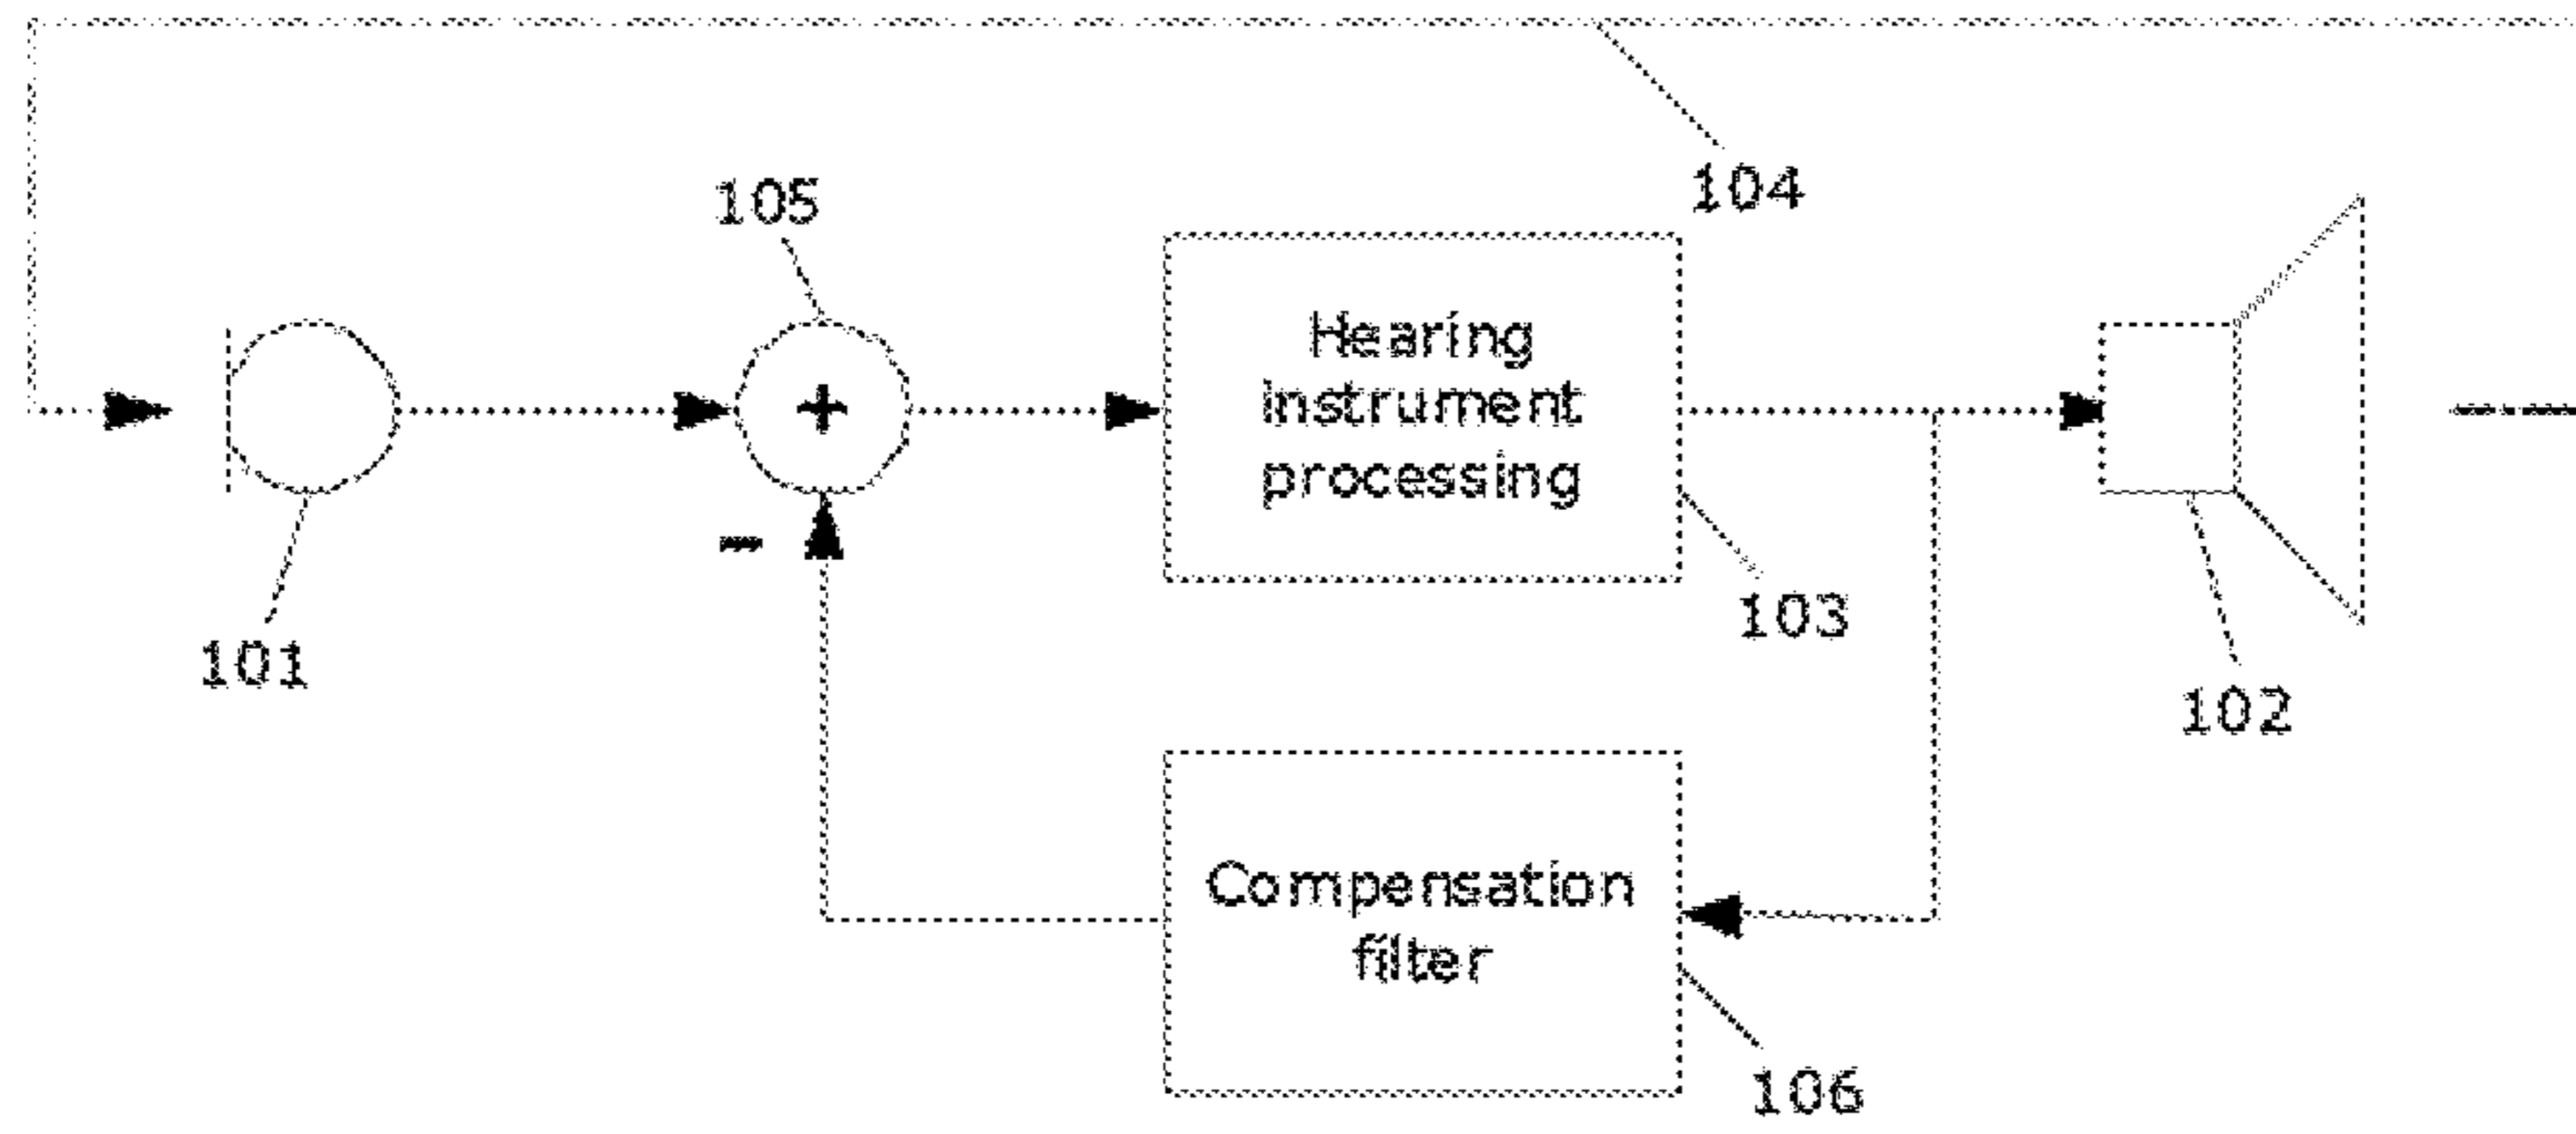 104
105
Hearing
instrument
processing
+
-
103
101
102
Compensation
filter
106